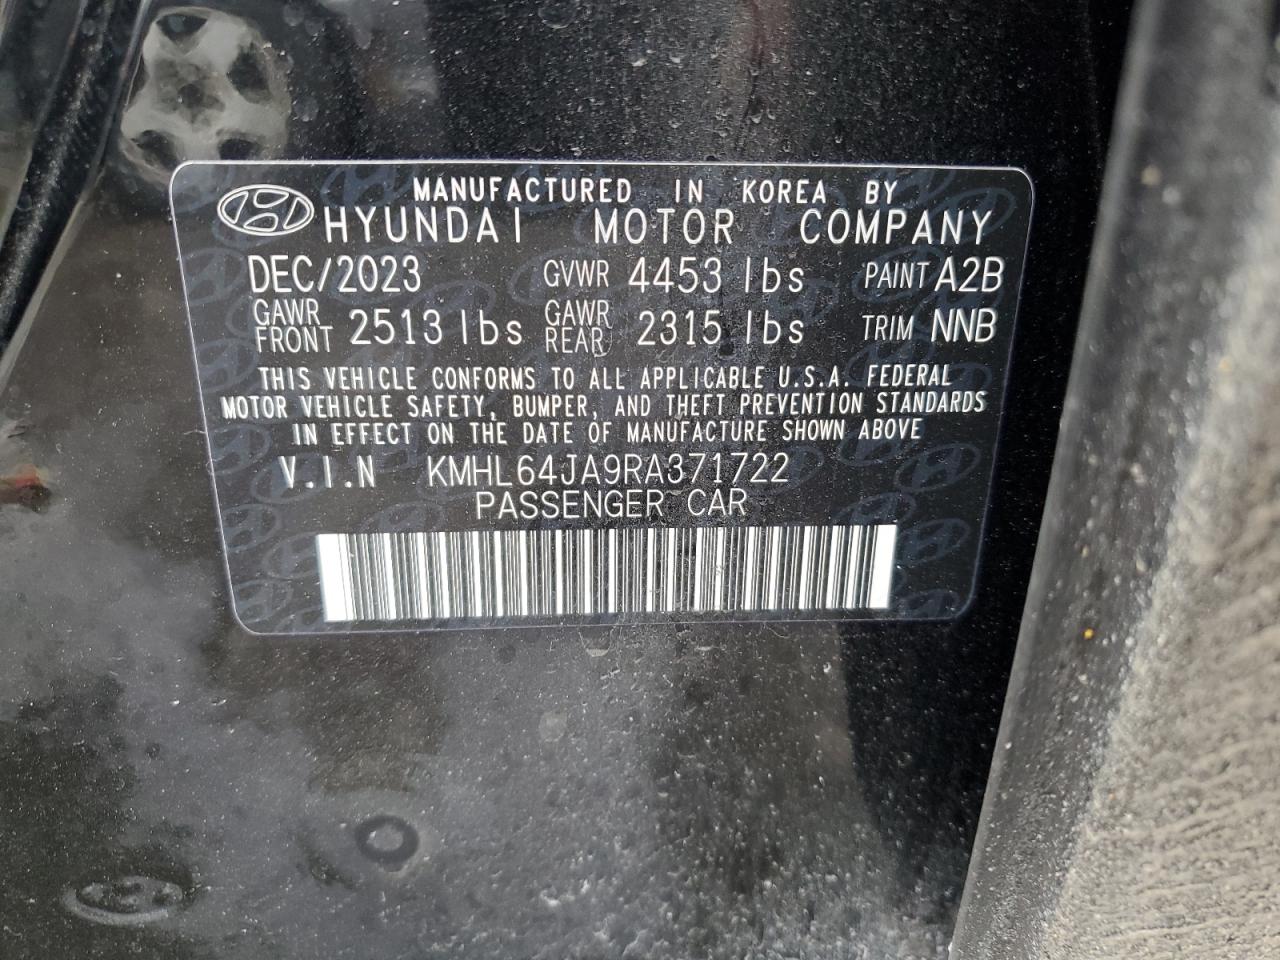 MANUFACTURED IN KOREA BY
HYUNDAI MOTOR COMPANY
DEC/2023 GVWR 4453 lbs PAINT A2B
GAWR FRONT 2513 lbs GAWR REAR 2315 lbs TRIM NNB
THIS VEHICLE CONFORMS TO ALL APPLICABLE U.S.A. FEDERAL
MOTOR VEHICLE SAFETY, BUMPER, AND THEFT PREVENTION STANDARDS
IN EFFECT ON THE DATE OF MANUFACTURE SHOWN ABOVE
V.I.N KMHL64JA9RA371722
PASSENGER CAR